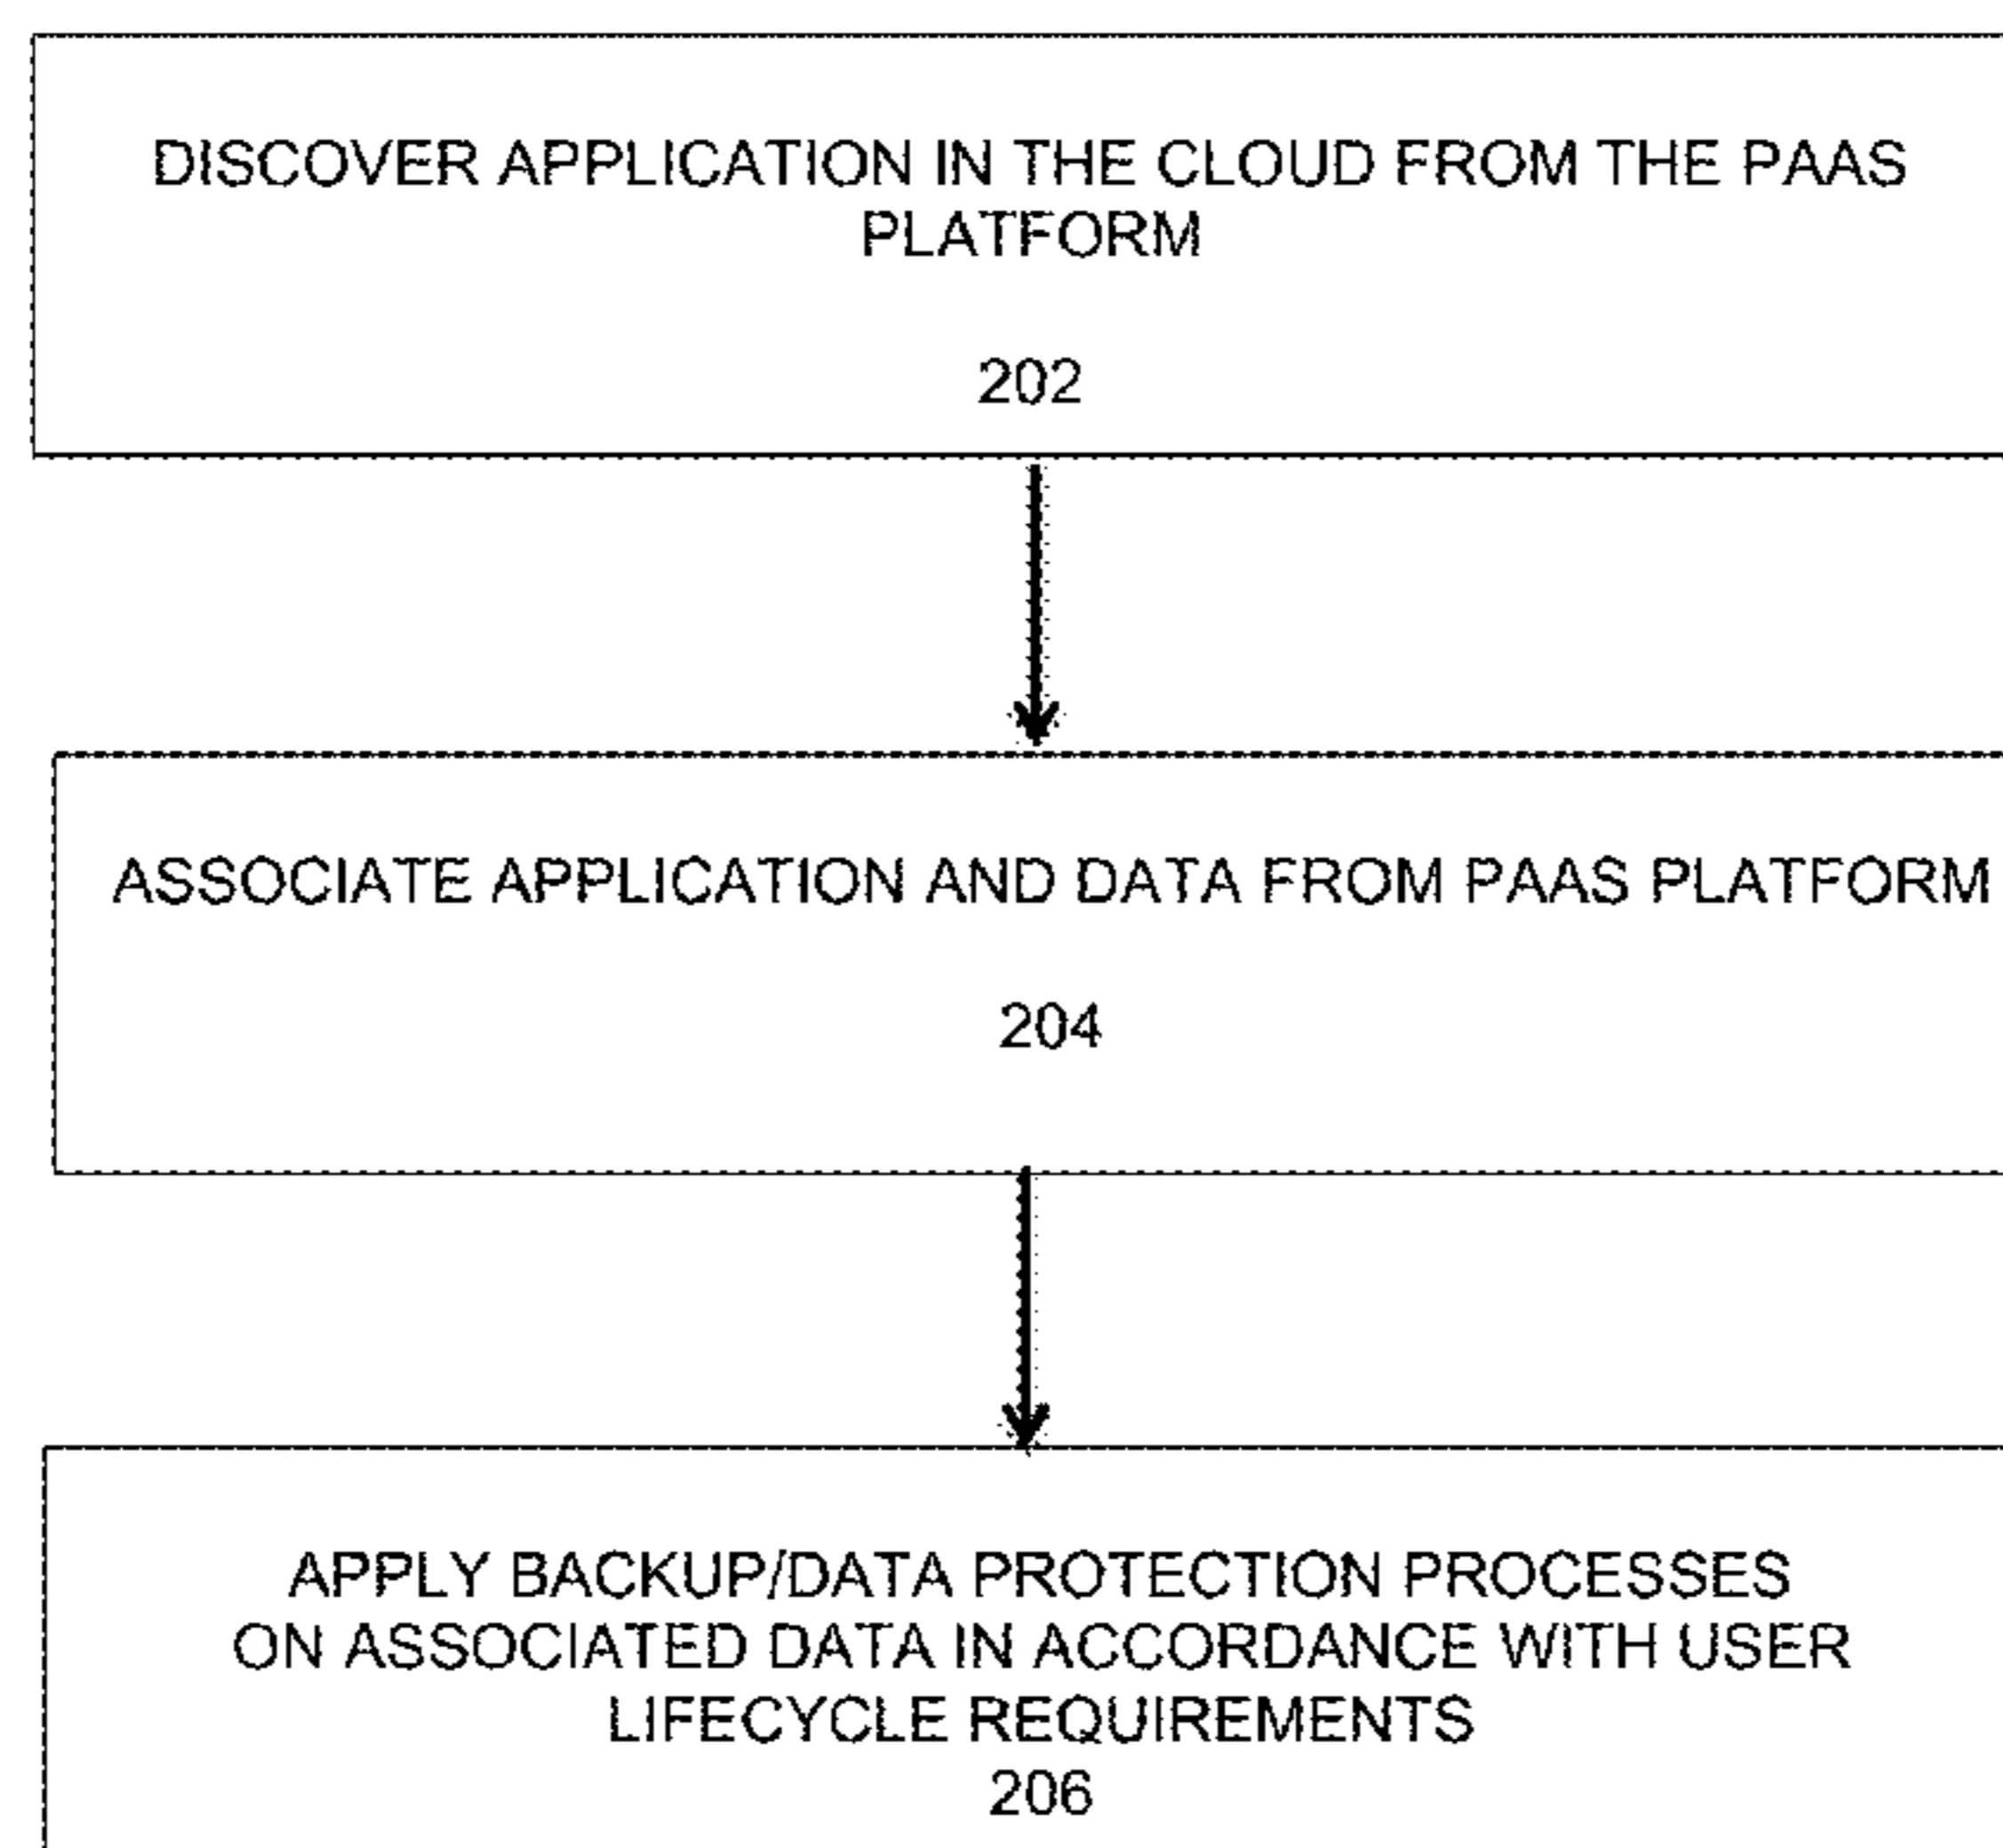 DISCOVER APPLICATION IN THE CLOUD FROM THE PAAS
PLATFORM
202
ASSOCIATE APPLICATION AND DATA FROM PAAS PLATFORM
204
APPLY BACKUP/DATA PROTECTION PROCESSES
ON ASSOCIATED DATA IN ACCORDANCE WITH USER
LIFECYCLE REQUIREMENTS
206